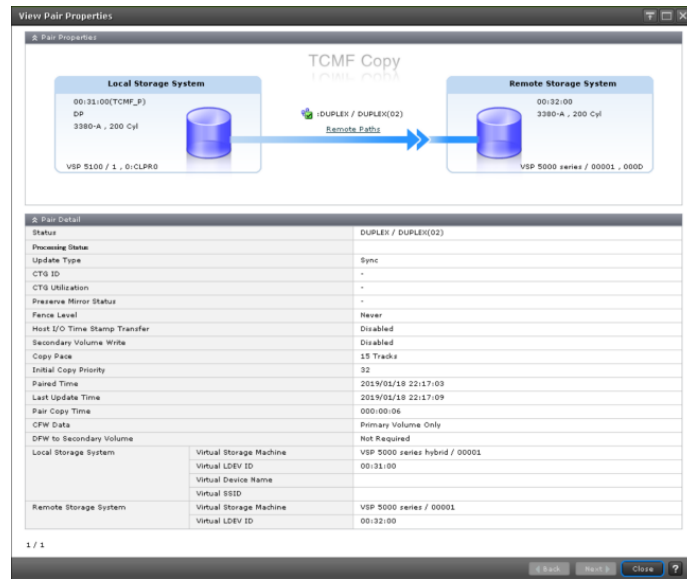 View Pair Properties
Pair Properties
TCMF Copy
Local Storage System
00:31:00(TCMF_P)
DP
3380-A , 200 Cyl
VSP 5100 / 1 , 0:CLPR0
:DUPLEX / DUPLEX(02)
Remote Paths
Remote Storage System
00:32:00
3380-A , 200 Cyl
VSP 5000 series / 00001 , 000D
Pair Detail
Status DUPLEX / DUPLEX(02)
Processing Status
Update Type Sync
CTG ID -
CTG Utilization -
Preserve Mirror Status -
Fence Level Never
Host I/O Time Stamp Transfer Disabled
Secondary Volume Write Disabled
Copy Pace 15 Tracks
Initial Copy Priority 32
Paired Time 2019/01/18 22:17:03
Last Update Time 2019/01/18 22:17:09
Pair Copy Time 000:00:06
CFW Data Primary Volume Only
DFW to Secondary Volume Not Required
Local Storage System Virtual Storage Machine VSP 5000 series hybrid / 00001
Virtual LDEV ID 00:31:00
Virtual Device Name
Virtual SSID
Remote Storage System Virtual Storage Machine VSP 5000 series / 00001
Virtual LDEV ID 00:32:00
1 / 1
Back Next Close ?